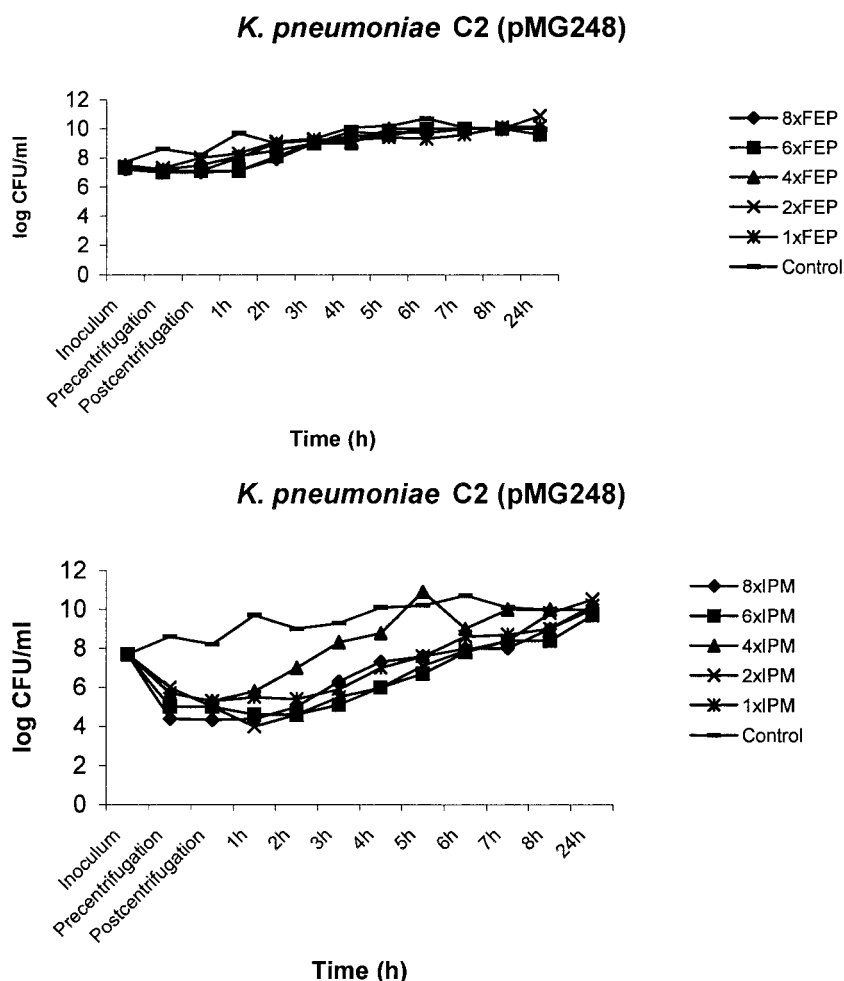 K. pneumoniae C2 (pMG248)
12
10
8
6
4
2
0
log CFU/ml
Inoculum
Precentrifugation
Postcentrifugation
1h
2h
3h
4h
5h
6h
7h
8h
24h
Time (h)
8xFEP
6xFEP
4xFEP
2xFEP
1xFEP
Control
K. pneumoniae C2 (pMG248)
12
10
8
6
4
2
0
log CFU/ml
Inoculum
Precentrifugation
Postcentrifugation
1h
2h
3h
4h
5h
6h
7h
8h
24h
Time (h)
8xIPM
6xIPM
4xIPM
2xIPM
1xIPM
Control